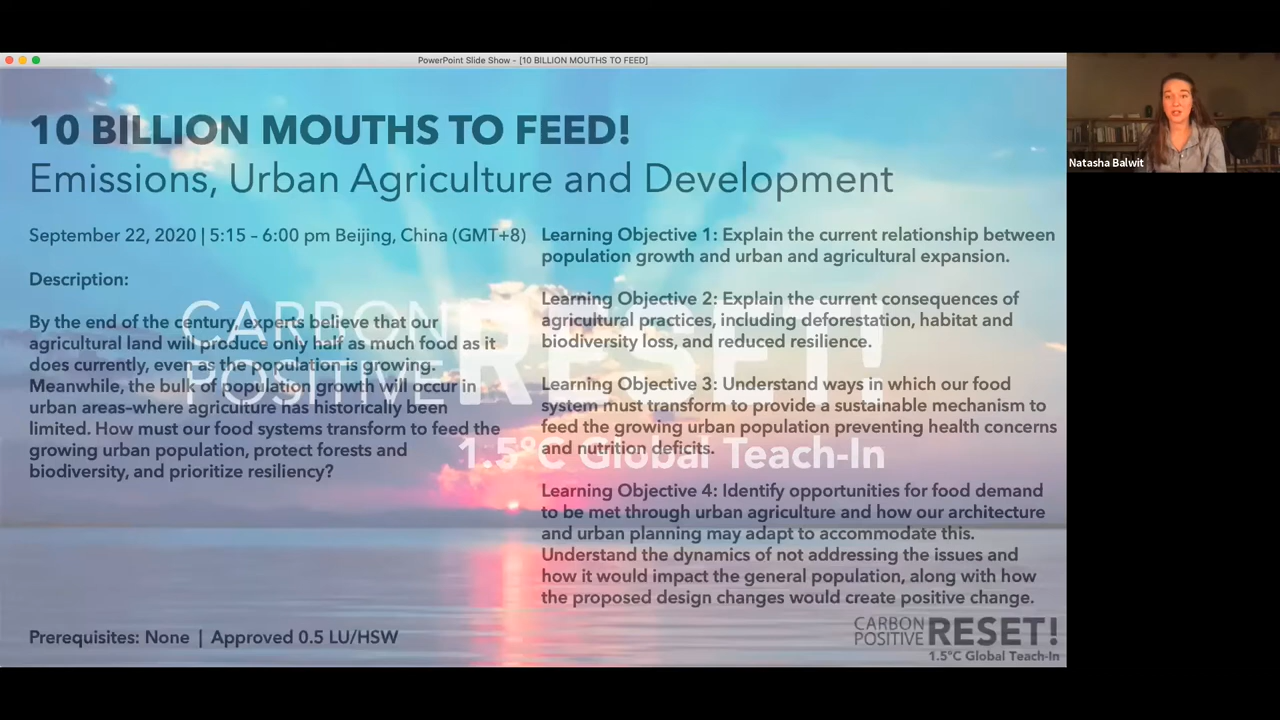 PowerPoint Slide Show - [10 BILLION MOUTHS TO FEED]
10 BILLION MOUTHS TO FEED!
Emissions, Urban Agriculture and Development
September 22, 2020 | 5:15 – 6:00 pm Beijing, China (GMT+8)
Description:
By the end of the century, experts believe that our
agricultural land will produce only half as much food as it
does currently, even as the population is growing.
Meanwhile, the bulk of population growth will occur in
urban areas–where agriculture has historically been
limited. How must our food systems transform to feed the
growing urban population, protect forests and
biodiversity, and prioritize resiliency?
Prerequisites: None | Approved 0.5 LU/HSW
Learning Objective 1: Explain the current relationship between
population growth and urban and agricultural expansion.
Learning Objective 2: Explain the current consequences of
agricultural practices, including deforestation, habitat and
biodiversity loss, and reduced resilience.
Learning Objective 3: Understand ways in which our food
system must transform to provide a sustainable mechanism to
feed the growing urban population preventing health concerns
and nutrition deficits.
Learning Objective 4: Identify opportunities for food demand
to be met through urban agriculture and how our architecture
and urban planning may adapt to accommodate this.
Understand the dynamics of not addressing the issues and
how it would impact the general population, along with how
the proposed design changes would create positive change.
CARBON
POSITIVE RESET!
1.5°C Global Teach-In
CARBON
POSITIVE RESET!
1.5°C Global Teach-In
Natasha Balwit